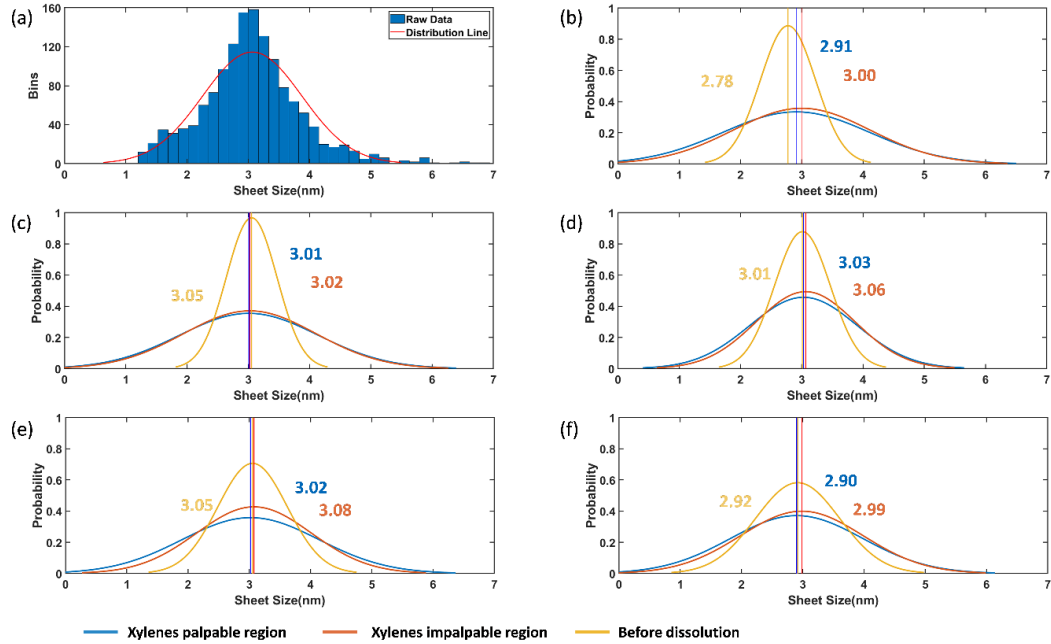 (a)
160
120
80
40
0
Bins
Raw Data
Distribution Line
0 1 2 3 4 5 6 7
Sheet Size(nm)
(b)
1
0.8
0.6
0.4
0.2
0
Probability
2.78
2.91
3.00
0 1 2 3 4 5 6 7
Sheet Size(nm)
(c)
1
0.8
0.6
0.4
0.2
0
Probability
3.05
3.01
3.02
0 1 2 3 4 5 6 7
Sheet Size(nm)
(d)
1
0.8
0.6
0.4
0.2
0
Probability
3.01
3.03
3.06
0 1 2 3 4 5 6 7
Sheet Size(nm)
(e)
1
0.8
0.6
0.4
0.2
0
Probability
3.05
3.02
3.08
0 1 2 3 4 5 6 7
Sheet Size(nm)
(f)
1
0.8
0.6
0.4
0.2
0
Probability
2.92
2.90
2.99
0 1 2 3 4 5 6 7
Sheet Size(nm)
Xylenes palpable region Xylenes impalpable region Before dissolution